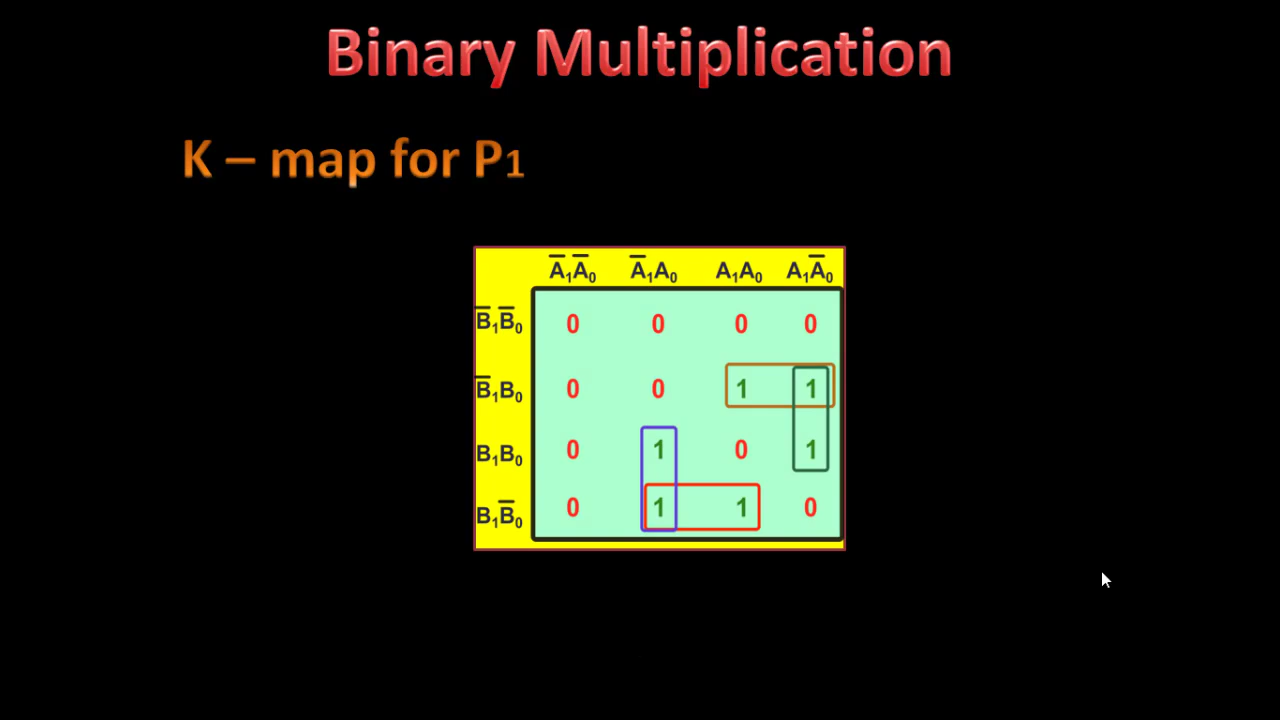 Binary Multiplication
K – map for P₁
A̅₁A̅₀ A̅₁A₀ A₁A₀ A₁A̅₀
B̅₁B̅₀ 0 0 0 0
B̅₁B₀ 0 0 1 1
B₁B₀ 0 1 0 1
B₁B̅₀ 0 1 1 0